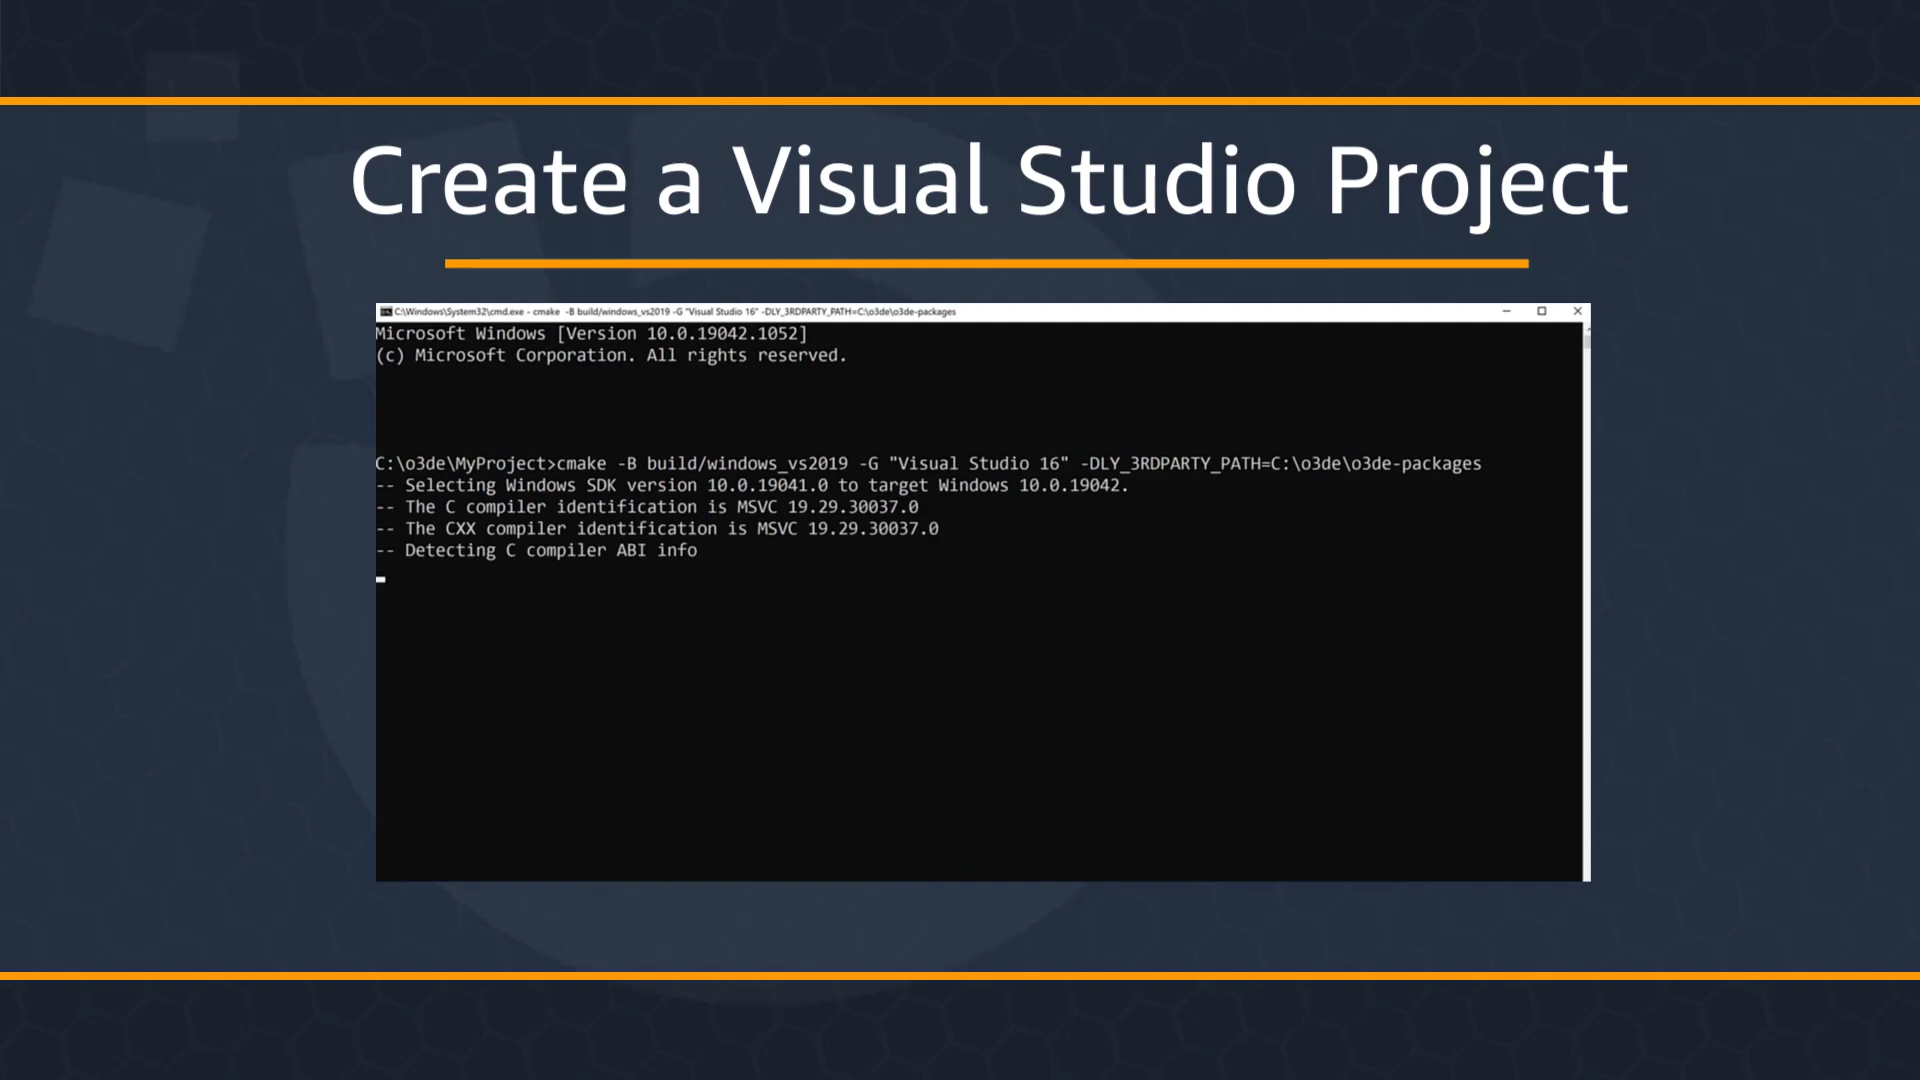 Create a Visual Studio Project
C:\Windows\System32\cmd.exe - cmake -B build/windows_vs2019 -G "Visual Studio 16" -DLY_3RDPARTY_PATH=C:\o3de\o3de-packages
Microsoft Windows [Version 10.0.19042.1052]
(c) Microsoft Corporation. All rights reserved.
C:\o3de\MyProject>cmake -B build/windows_vs2019 -G "Visual Studio 16" -DLY_3RDPARTY_PATH=C:\o3de\o3de-packages
-- Selecting Windows SDK version 10.0.19041.0 to target Windows 10.0.19042.
-- The C compiler identification is MSVC 19.29.30037.0
-- The CXX compiler identification is MSVC 19.29.30037.0
-- Detecting C compiler ABI info